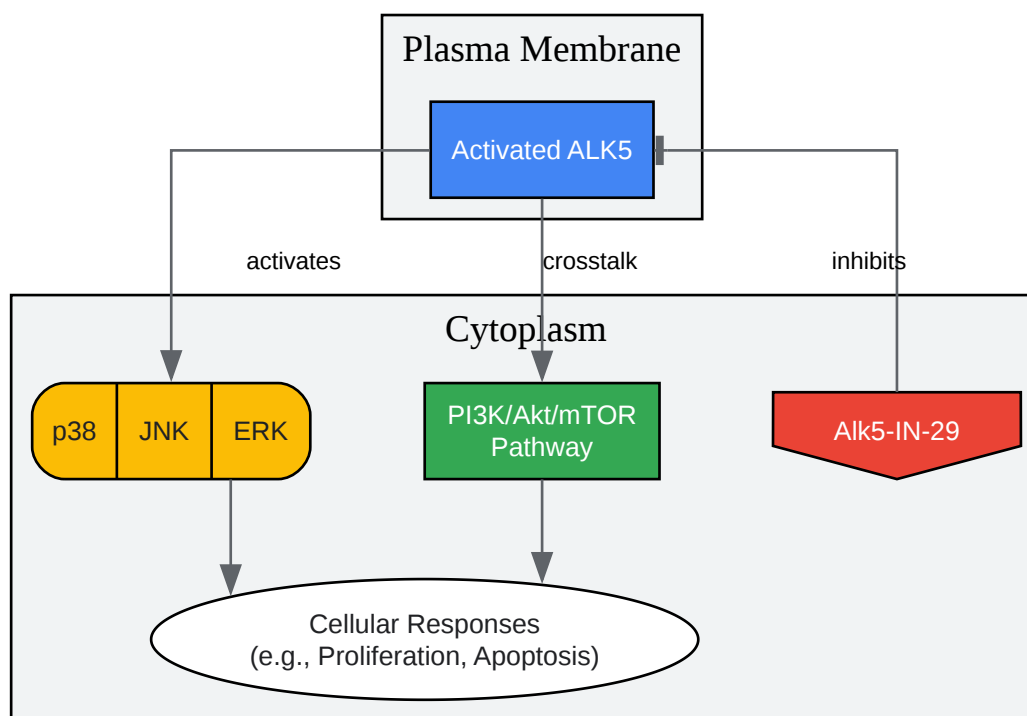 Plasma Membrane
Activated ALK5
activates
crosstalk
inhibits
Cytoplasm
p38
JNK
ERK
PI3K/Akt/mTOR
Pathway
Alk5-IN-29
Cellular Responses
(e.g., Proliferation, Apoptosis)